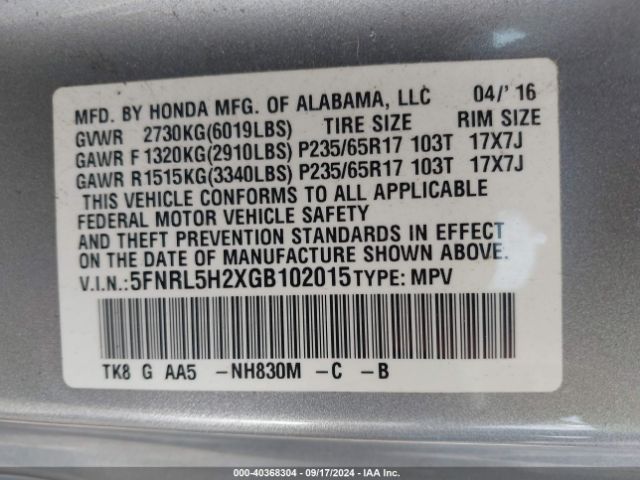 MFD. BY HONDA MFG. OF ALABAMA, LLC 04/'16
GVWR 2730KG(6019LBS) TIRE SIZE RIM SIZE
GAWR F 1320KG(2910LBS) P235/65R17 103T 17X7J
GAWR R1515KG(3340LBS) P235/65R17 103T 17X7J
THIS VEHICLE CONFORMS TO ALL APPLICABLE
FEDERAL MOTOR VEHICLE SAFETY
AND THEFT PREVENTION STANDARDS IN EFFECT
ON THE DATE OF MANUFACTURE SHOWN ABOVE.
V.I.N.:5FNRL5H2XGB102015TYPE: MPV
TK8 G AA5 -NH830M -C -B
000-40368304 - 09/17/2024 - IAA Inc.